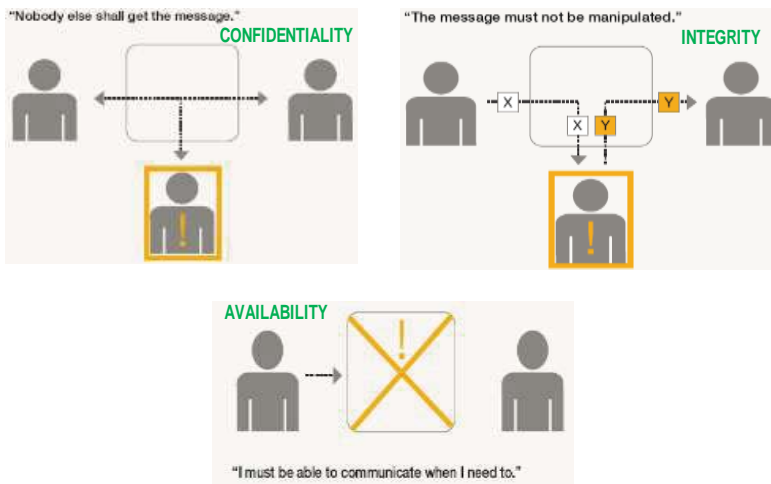 “Nobody else shall get the message.”
CONFIDENTIALITY
!
“The message must not be manipulated.”
INTEGRITY
X
Y
X
Y
!
AVAILABILITY
!
“I must be able to communicate when I need to.”